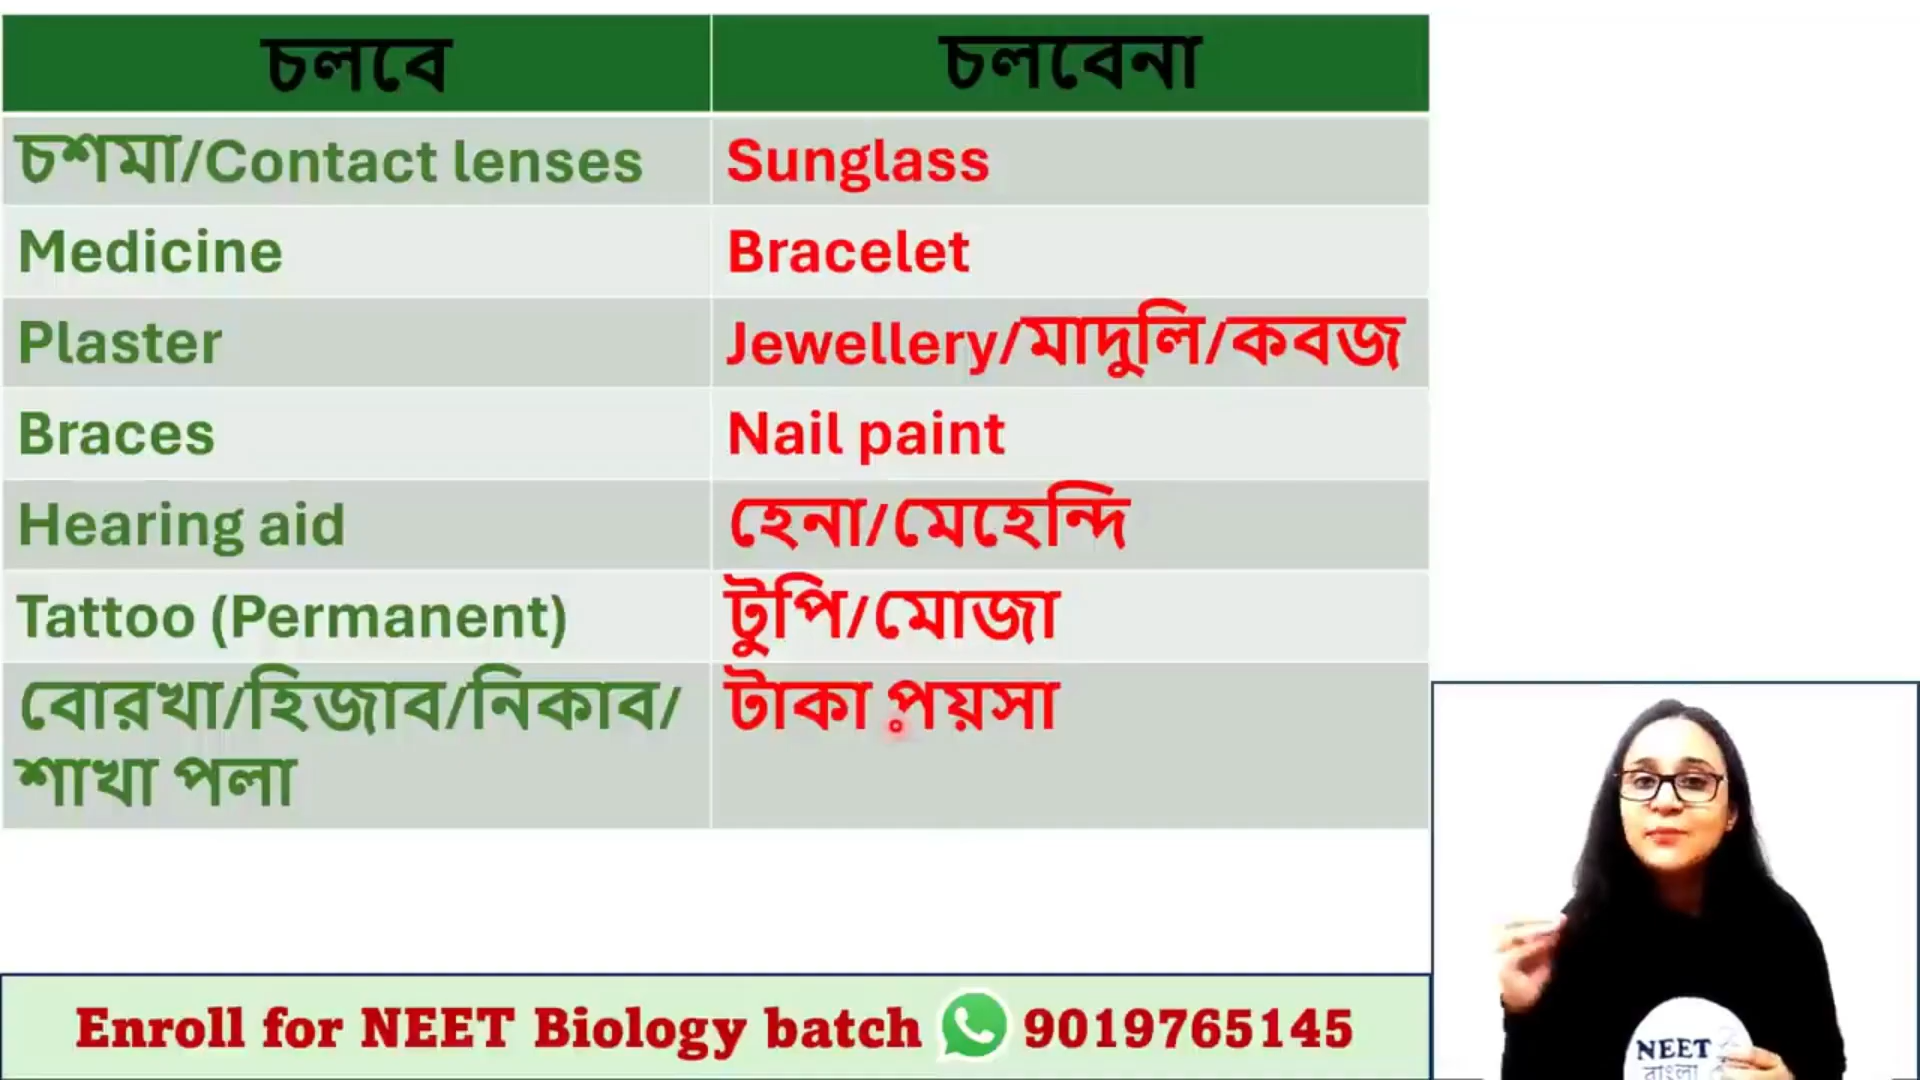 চলবে
চলবেনা
চশমা/Contact lenses
Sunglass
Medicine
Bracelet
Plaster
Jewellery/মাদুলি/কবজ
Braces
Nail paint
Hearing aid
হেনা/মেহেন্দি
Tattoo (Permanent)
টুপি/মোজা
বোরখা/হিজাব/নিকাব/
শাখা পলা
টাকা পয়সা
Enroll for NEET Biology batch 9019765145
NEET
বাংলা